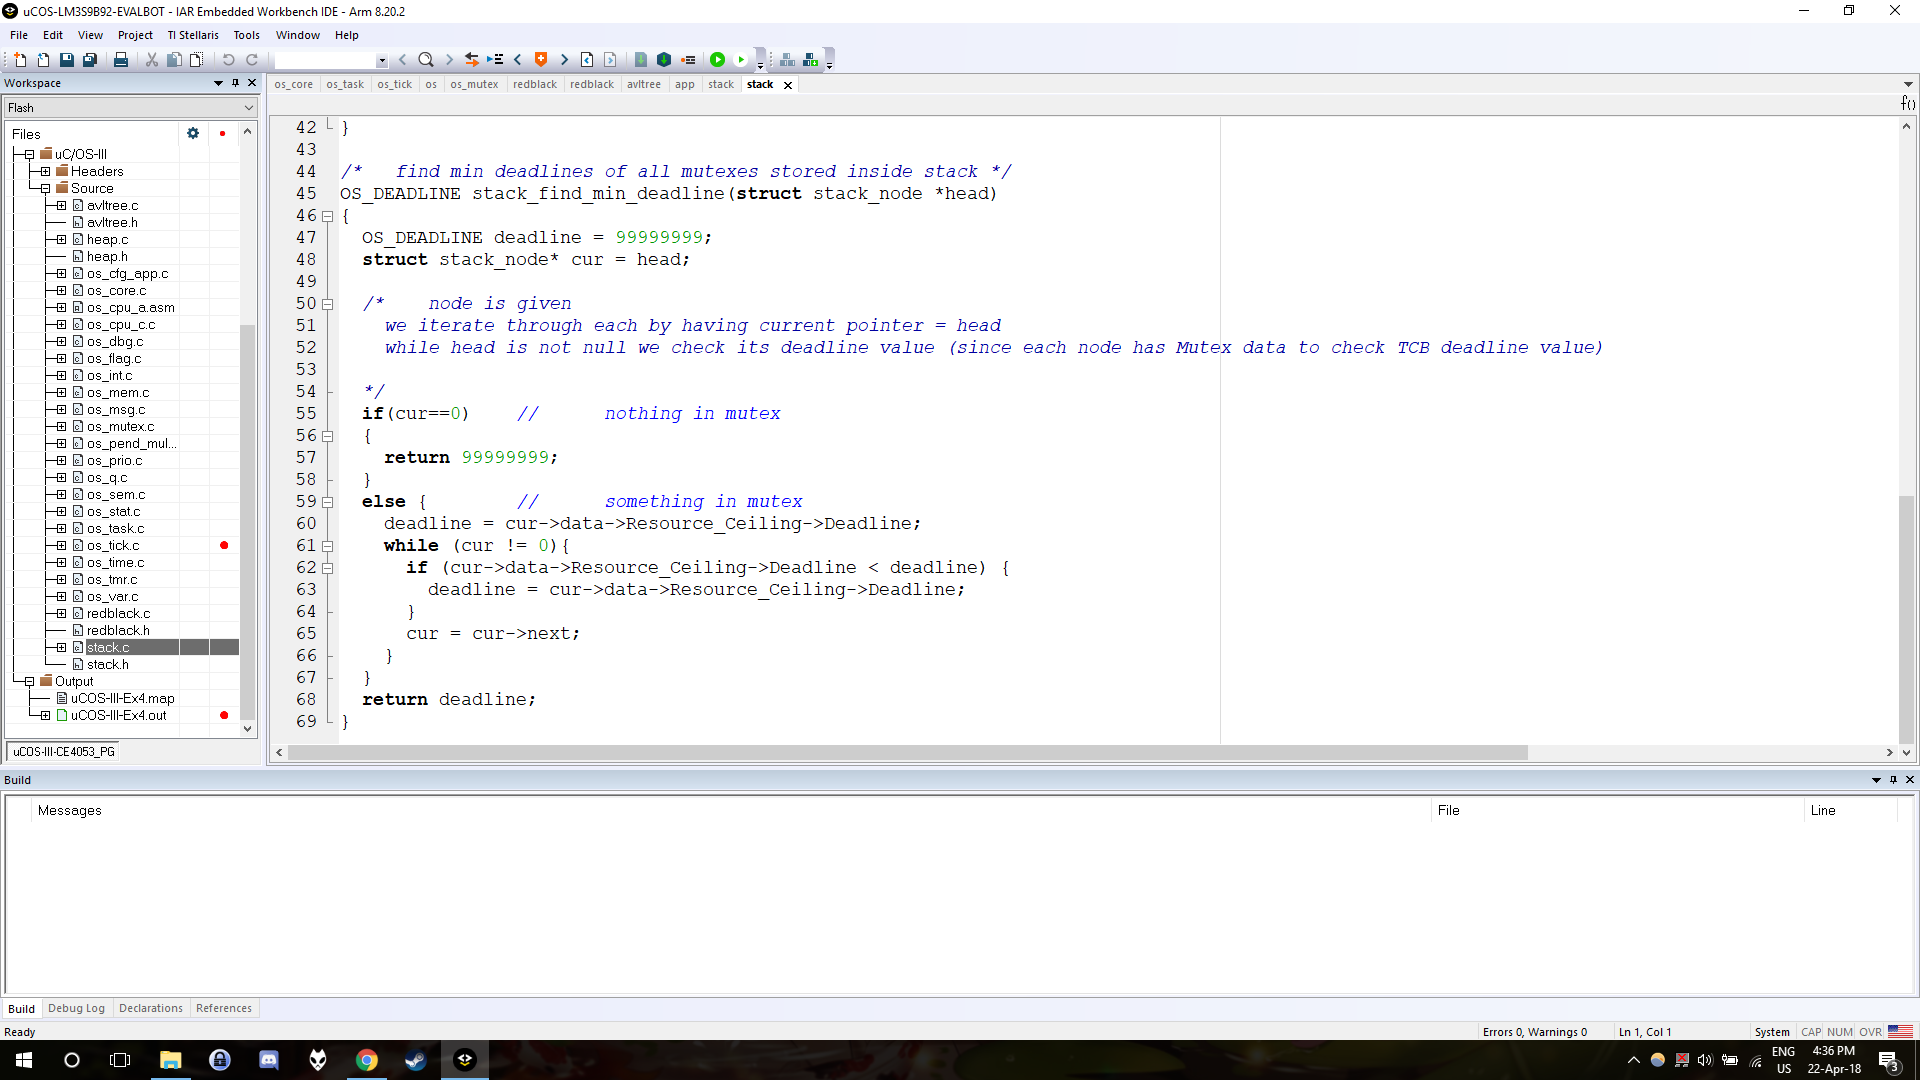 uCOS-LM3S9B92-EVALBOT - IAR Embedded Workbench IDE - Arm 8.20.2
File Edit View Project TI Stellaris Tools Window Help
Workspace
os_core os_task os_tick os os_mutex redblack redblack avltree app stack stack
Flash
f()
Files
uC/OS-III
Headers
Source
avltree.c
avltree.h
heap.c
heap.h
os_cfg_app.c
os_core.c
os_cpu_a.asm
os_cpu_c.c
os_dbg.c
os_flag.c
os_int.c
os_mem.c
os_msg.c
os_mutex.c
os_pend_mul...
os_prio.c
os_q.c
os_sem.c
os_stat.c
os_task.c
os_tick.c
os_time.c
os_tmr.c
os_var.c
redblack.c
redblack.h
stack.c
stack.h
Output
uCOS-III-Ex4.map
uCOS-III-Ex4.out
uCOS-III-CE4053_PG
42 }
43
44 /* find min deadlines of all mutexes stored inside stack */
45 OS_DEADLINE stack_find_min_deadline(struct stack_node *head)
46 {
47 OS_DEADLINE deadline = 99999999;
48 struct stack_node* cur = head;
49
50 /* node is given
51 we iterate through each by having current pointer = head
52 while head is not null we check its deadline value (since each node has Mutex data to check TCB deadline value)
53
54 */
55 if(cur==0) // nothing in mutex
56 {
57 return 99999999;
58 }
59 else { // something in mutex
60 deadline = cur->data->Resource_Ceiling->Deadline;
61 while (cur != 0){
62 if (cur->data->Resource_Ceiling->Deadline < deadline) {
63 deadline = cur->data->Resource_Ceiling->Deadline;
64 }
65 cur = cur->next;
66 }
67 }
68 return deadline;
69 }
Build
Messages File Line
Build Debug Log Declarations References
Ready Errors 0, Warnings 0 Ln 1, Col 1 System CAP NUM OVR
ENG
US
4:36 PM
22-Apr-18
3